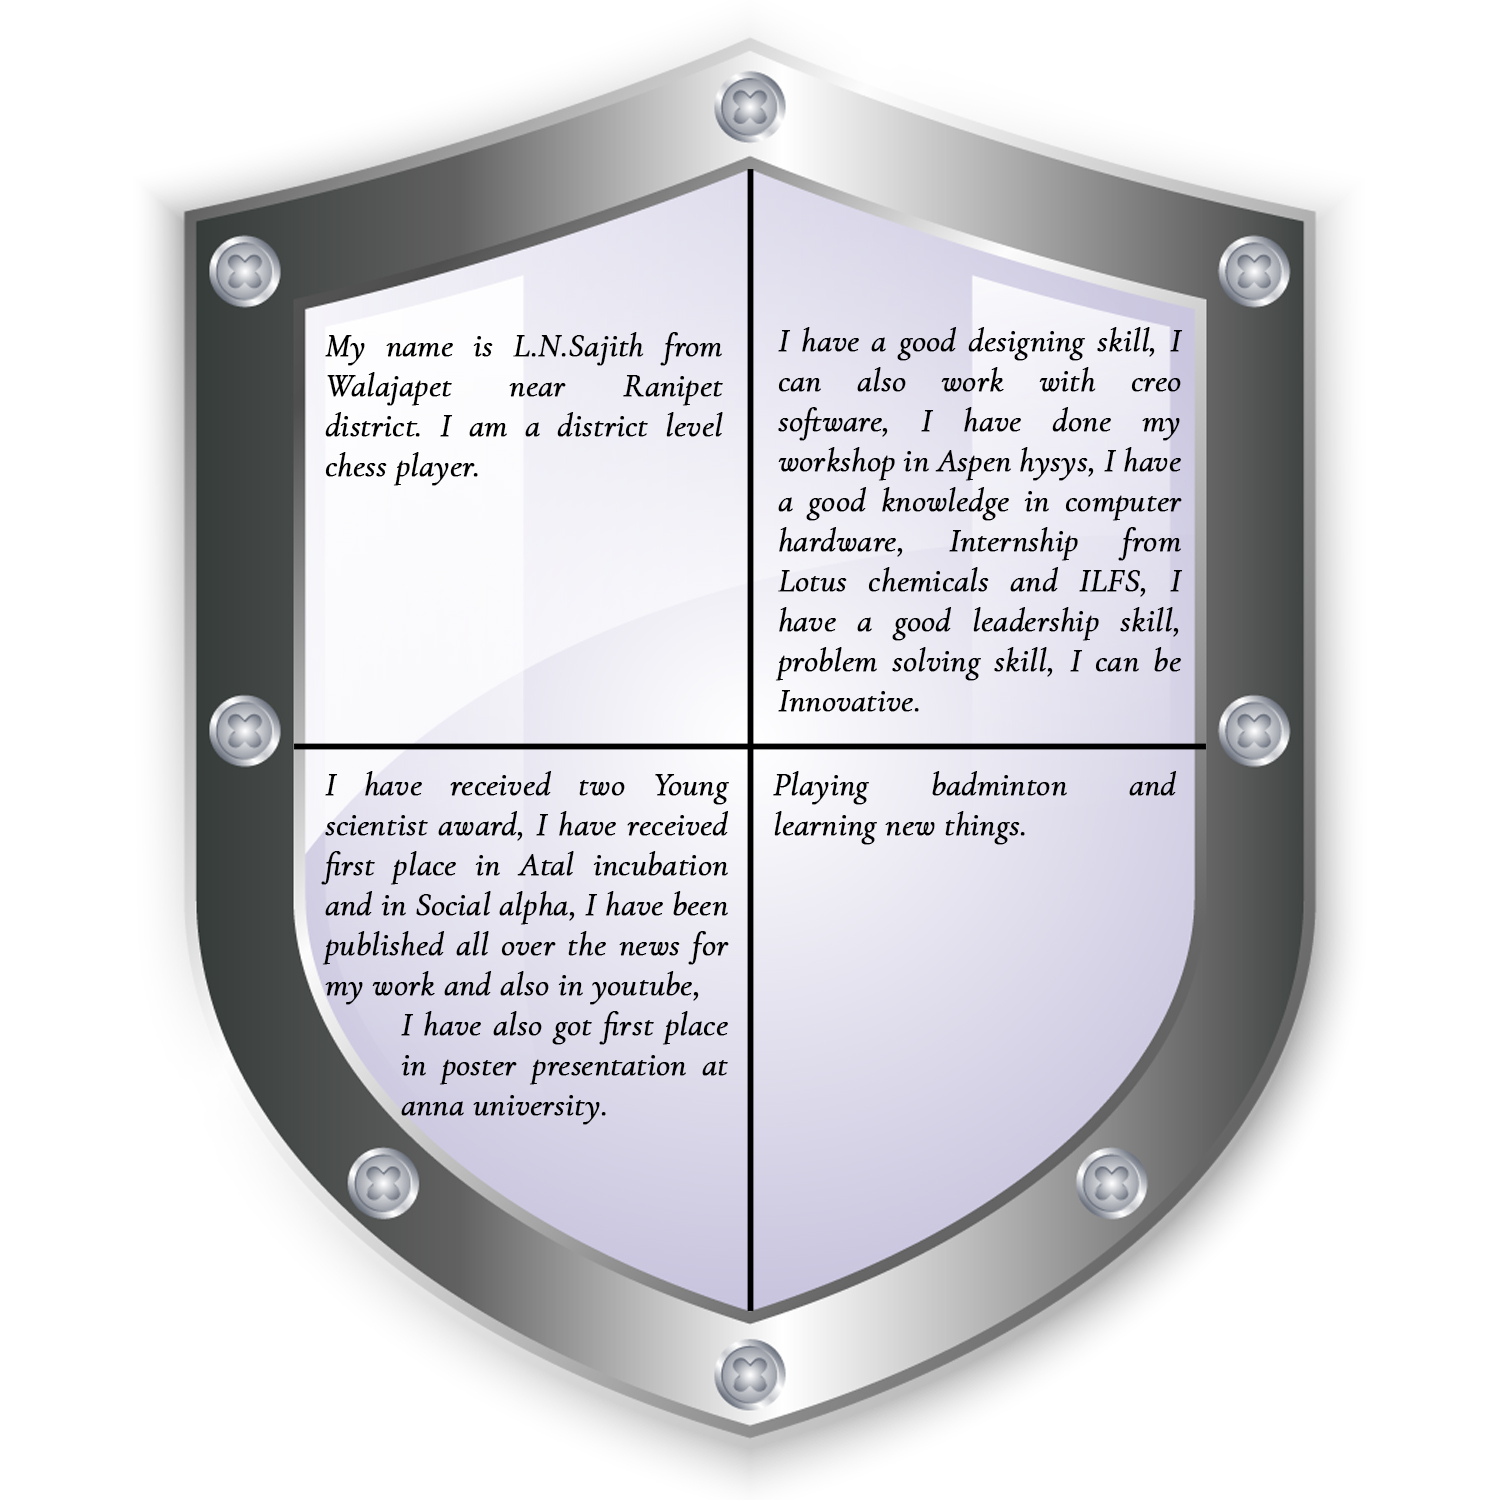 My name is L.N.Sajith from
Walajapet near Ranipet
district. I am a district level
chess player.
I have a good designing skill, I
can also work with creo
software, I have done my
workshop in Aspen hysys, I have
a good knowledge in computer
hardware, Internship from
Lotus chemicals and ILFS, I
have a good leadership skill,
problem solving skill, I can be
Innovative.
I have received two Young
scientist award, I have received
first place in Atal incubation
and in Social alpha, I have been
published all over the news for
my work and also in youtube,
I have also got first place
in poster presentation at
anna university.
Playing badminton and
learning new things.